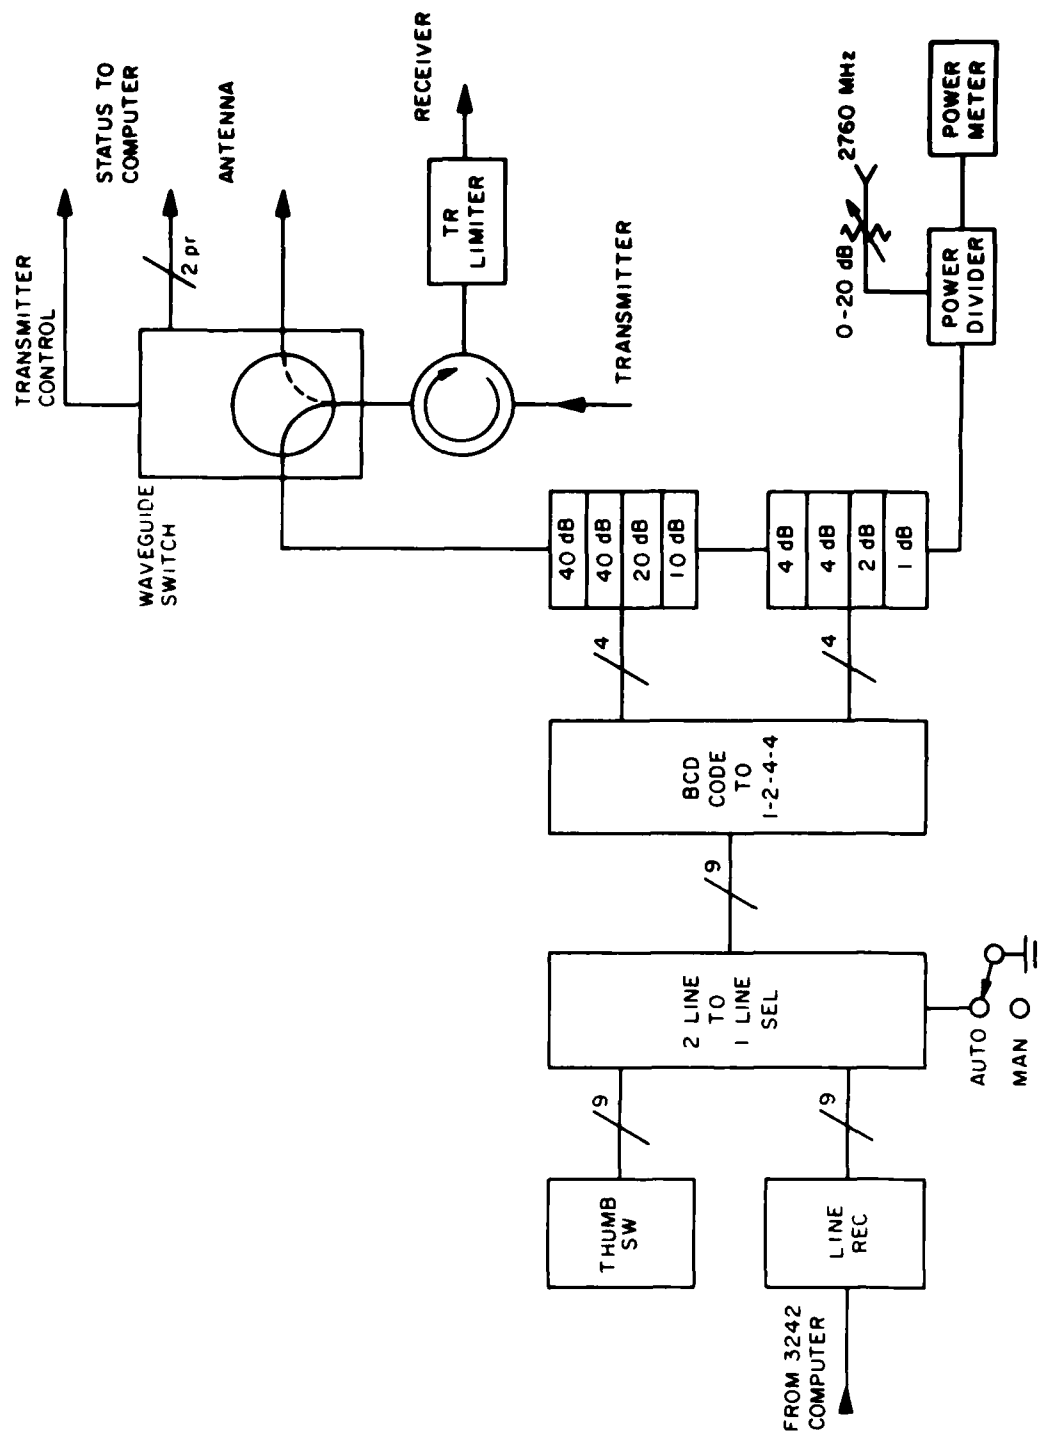 TRANSMITTER
CONTROL
STATUS TO
COMPUTER
ANTENNA
2 pr
WAVEGUIDE
SWITCH
RECEIVER
TR
LIMITER
TRANSMITTER
40 dB
40 dB
20 dB
10 dB
4 dB
4 dB
2 dB
1 dB
0-20 dB
2760 MHz
POWER
DIVIDER
POWER
METER
4
4
BCD
CODE
TO
1-2-4-4
9
2 LINE
TO
1 LINE
SEL
AUTO
MAN
9
9
THUMB
SW
LINE
REC
FROM 3242
COMPUTER